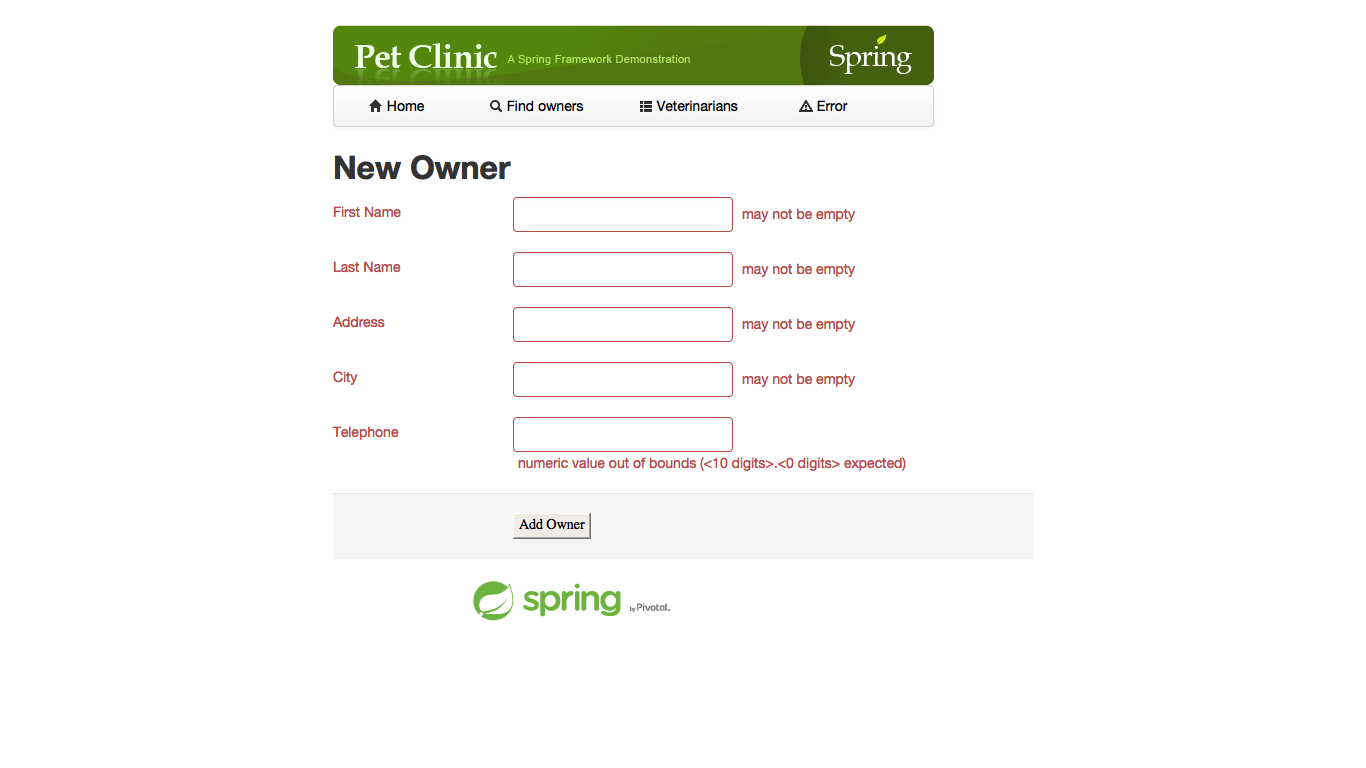 Pet Clinic A Spring Framework Demonstration Spring
Home Find owners Veterinarians Error
New Owner
First Name may not be empty
Last Name may not be empty
Address may not be empty
City may not be empty
Telephone
numeric value out of bounds (<10 digits>.<0 digits> expected)
Add Owner
spring by Pivotal™